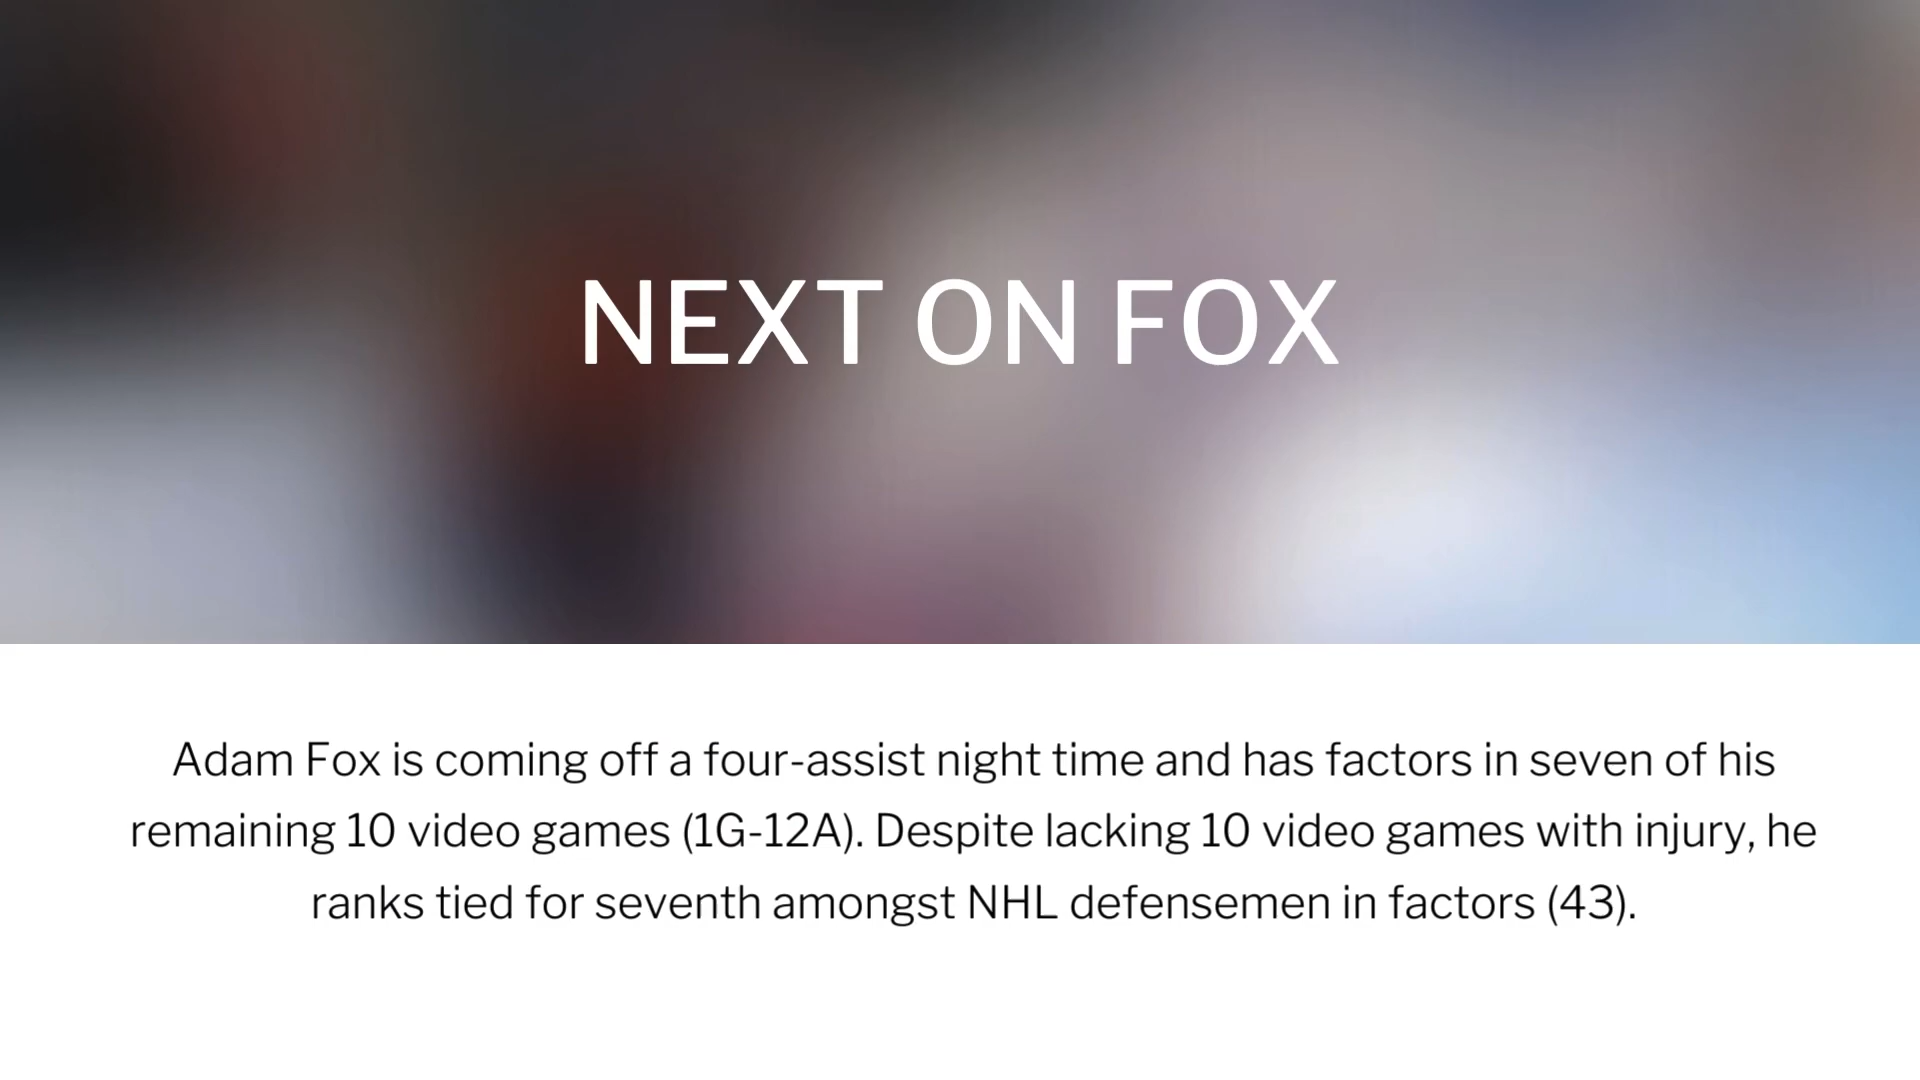 NEXT ON FOX
Adam Fox is coming off a four-assist night time and has factors in seven of his
remaining 10 video games (1G-12A). Despite lacking 10 video games with injury, he
ranks tied for seventh amongst NHL defensemen in factors (43).